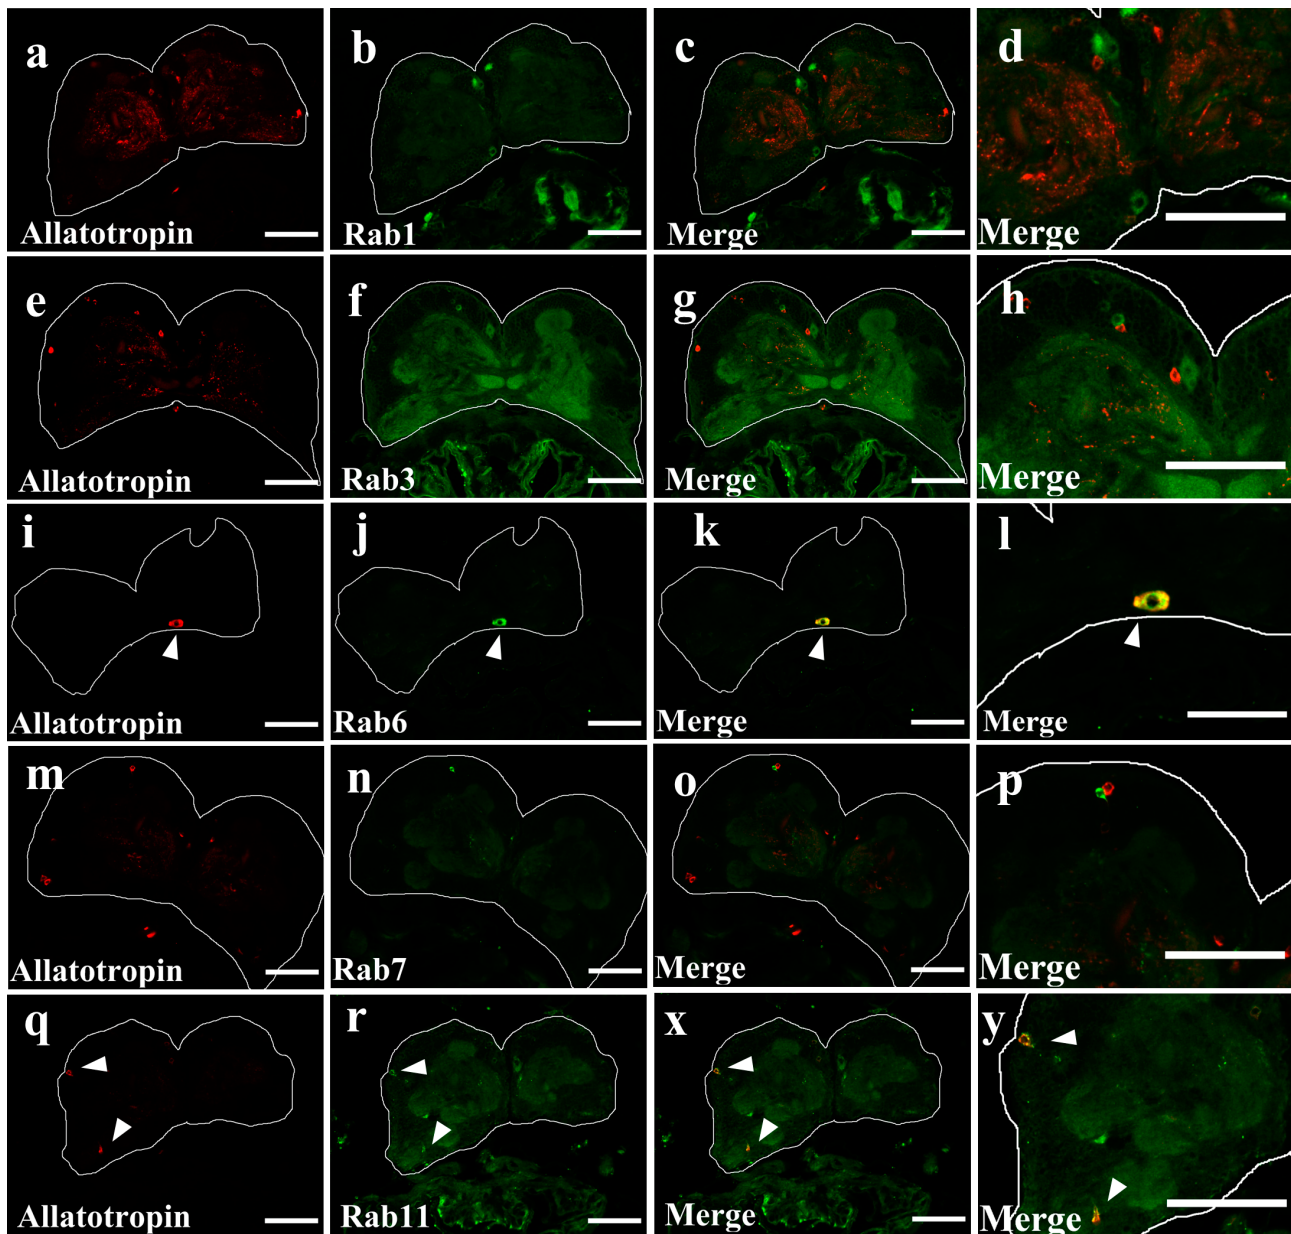 a b c d
Allatotropin Rab1 Merge Merge
e f g h
Allatotropin Rab3 Merge Merge
i j k l
Allatotropin Rab6 Merge Merge
m n o p
Allatotropin Rab7 Merge Merge
q r x y
Allatotropin Rab11 Merge Merge